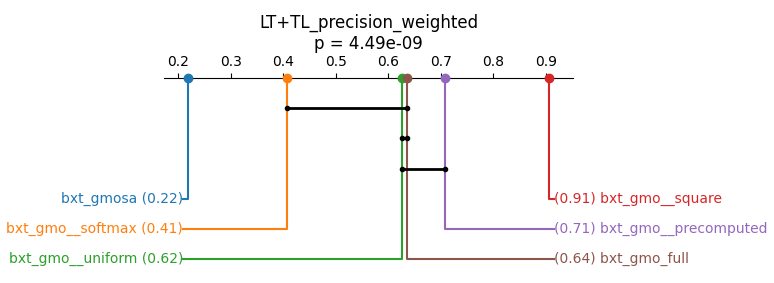 LT+TL_precision_weighted
p = 4.49e-09
0.2 0.3 0.4 0.5 0.6 0.7 0.8 0.9
bxt_gmosa (0.22) (0.91) bxt_gmo__square
bxt_gmo__softmax (0.41) (0.71) bxt_gmo__precomputed
bxt_gmo__uniform (0.62) (0.64) bxt_gmo_full